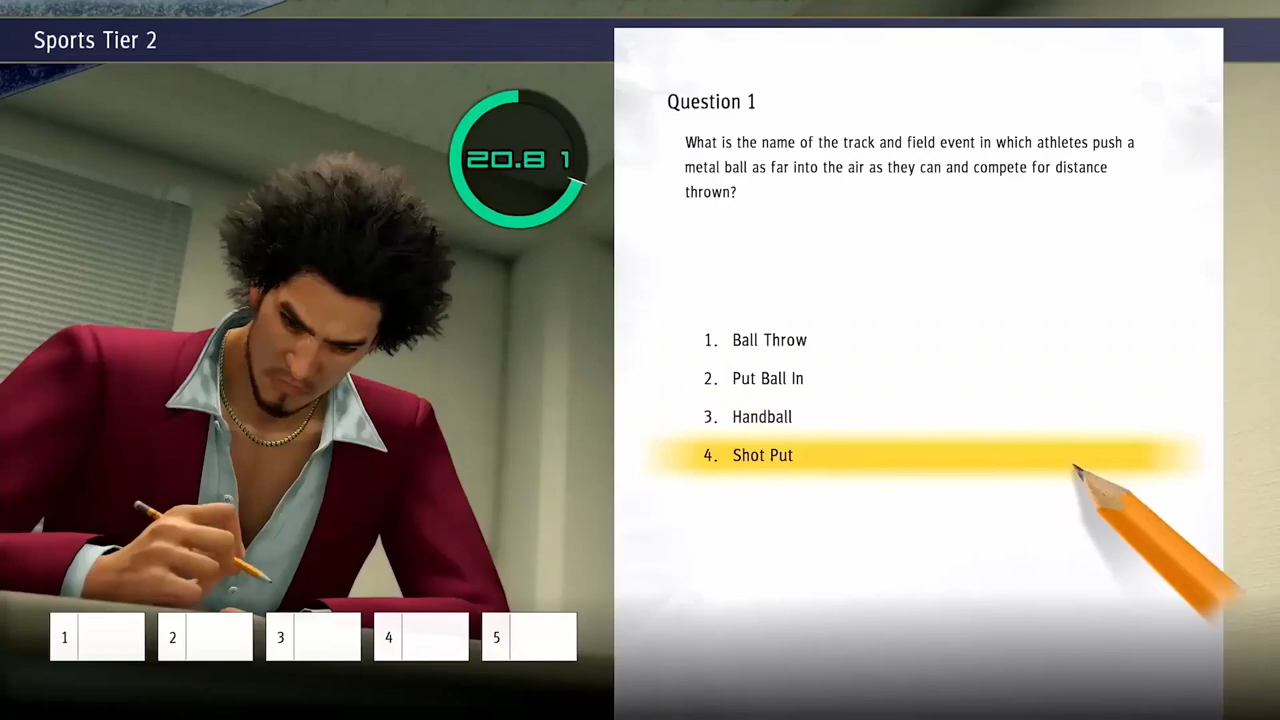 Sports Tier 2
20.81
Question 1
What is the name of the track and field event in which athletes push a
metal ball as far into the air as they can and compete for distance
thrown?
1. Ball Throw
2. Put Ball In
3. Handball
4. Shot Put
1 2 3 4 5